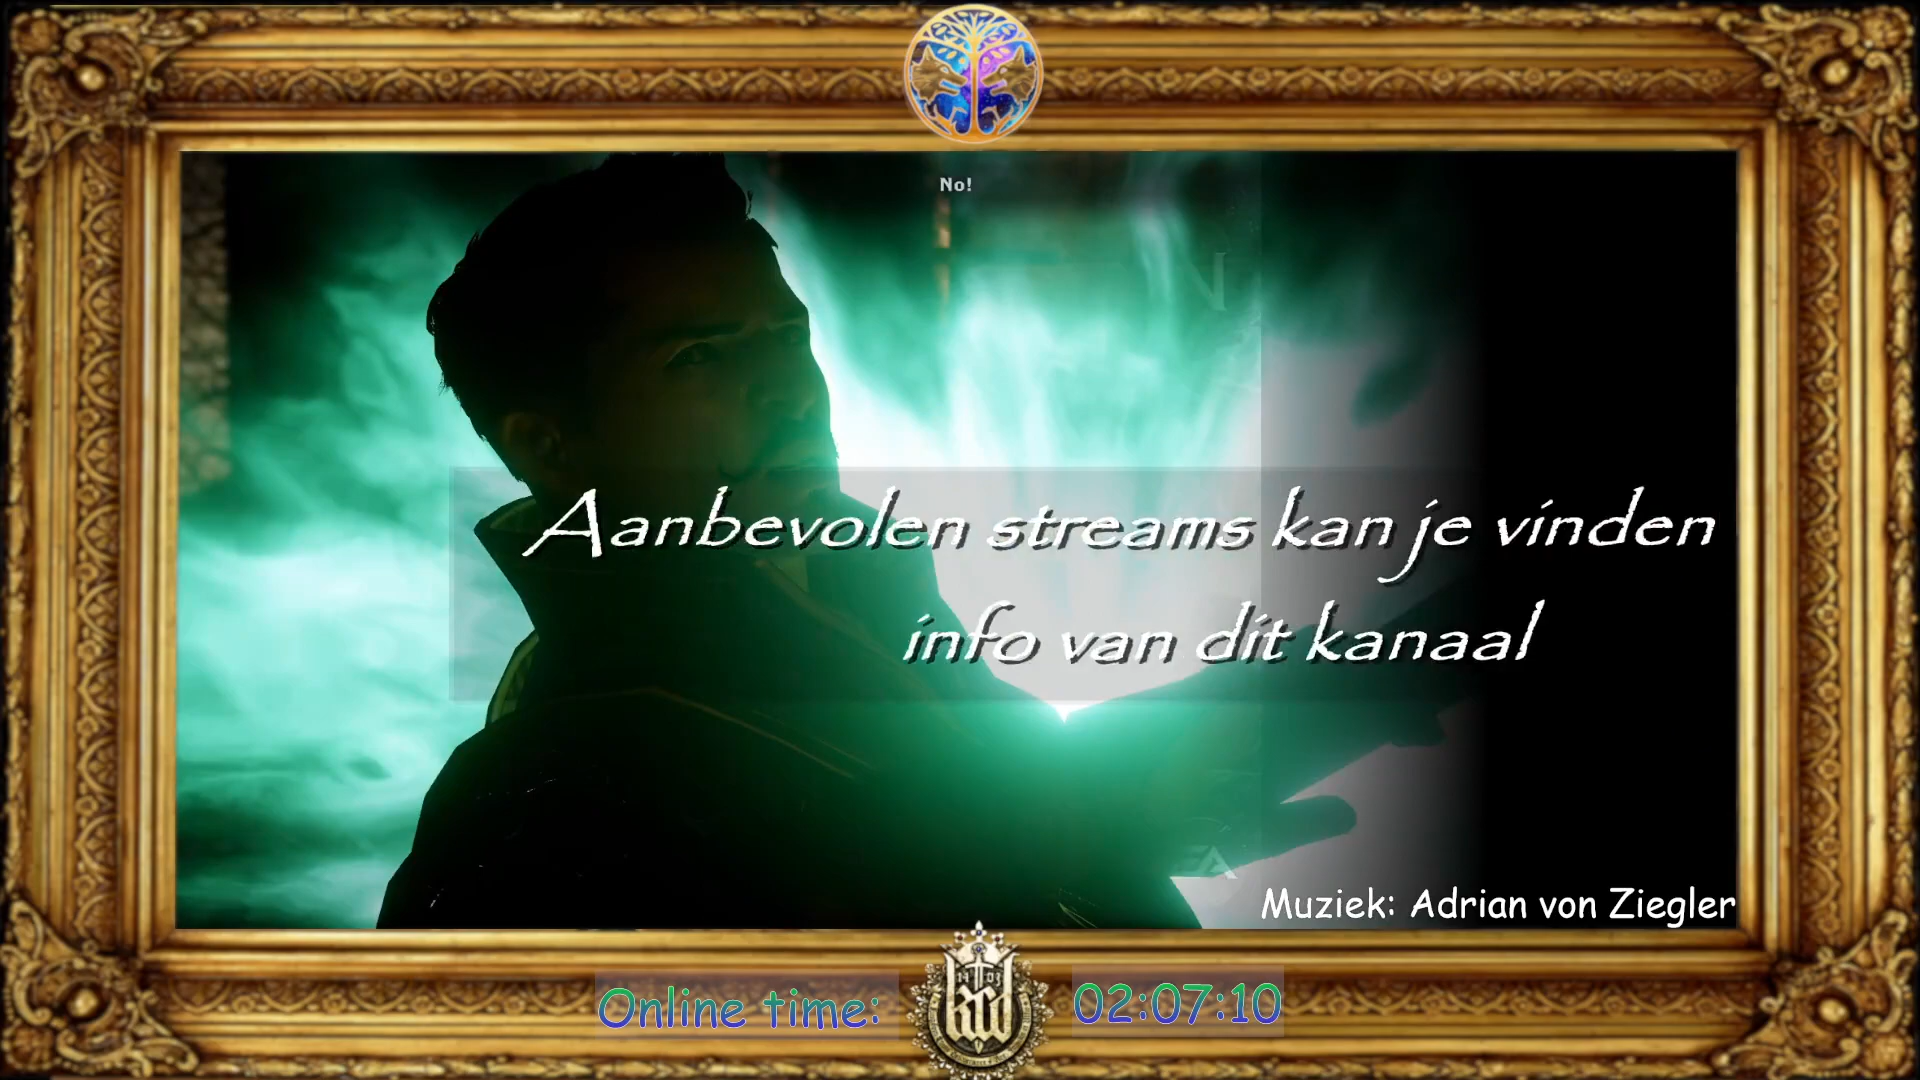 No!
Aanbevolen streams kan je vinden
info van dit kanaal
Muziek: Adrian von Ziegler
Online time: 02:07:10